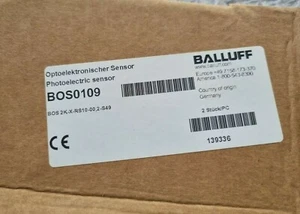 BALLUFF
Optoelektronischer Sensor
Photoelectric sensor
BOS0109
BOS 2K-X-NS10-00,2-S49
2 Stück/PC
Country of origin
Germany
139336
CE